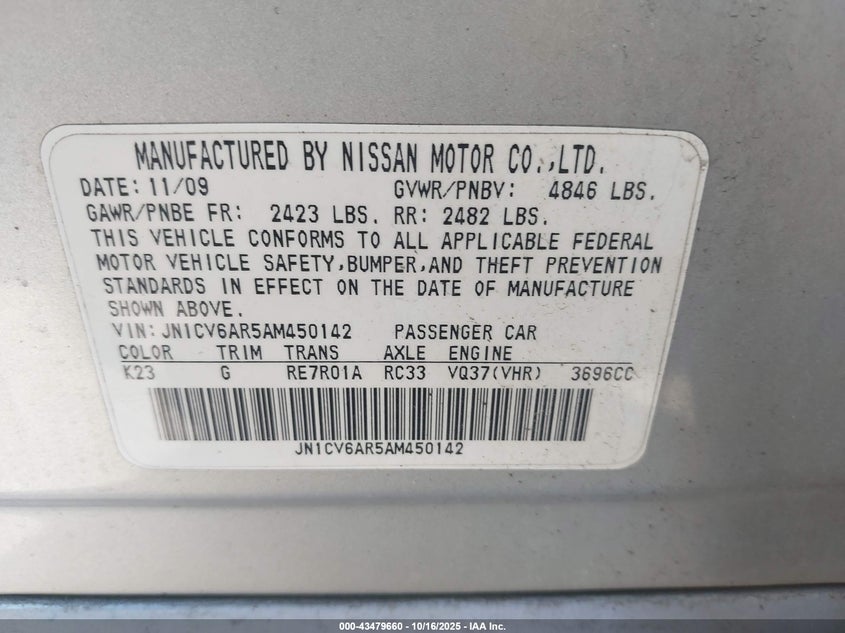 MANUFACTURED BY NISSAN MOTOR CO.,LTD.
DATE: 11/09 GVWR/PNBV: 4846 LBS.
GAWR/PNBE FR: 2423 LBS. RR: 2482 LBS.
THIS VEHICLE CONFORMS TO ALL APPLICABLE FEDERAL
MOTOR VEHICLE SAFETY,BUMPER,AND THEFT PREVENTION
STANDARDS IN EFFECT ON THE DATE OF MANUFACTURE
SHOWN ABOVE.
VIN: JN1CV6AR5AM450142 PASSENGER CAR
COLOR TRIM TRANS AXLE ENGINE
K23 G RE7R01A RC33 VQ37(VHR) 3696CC
JN1CV6AR5AM450142
000-43479660 - 10/16/2025 - IAA Inc.